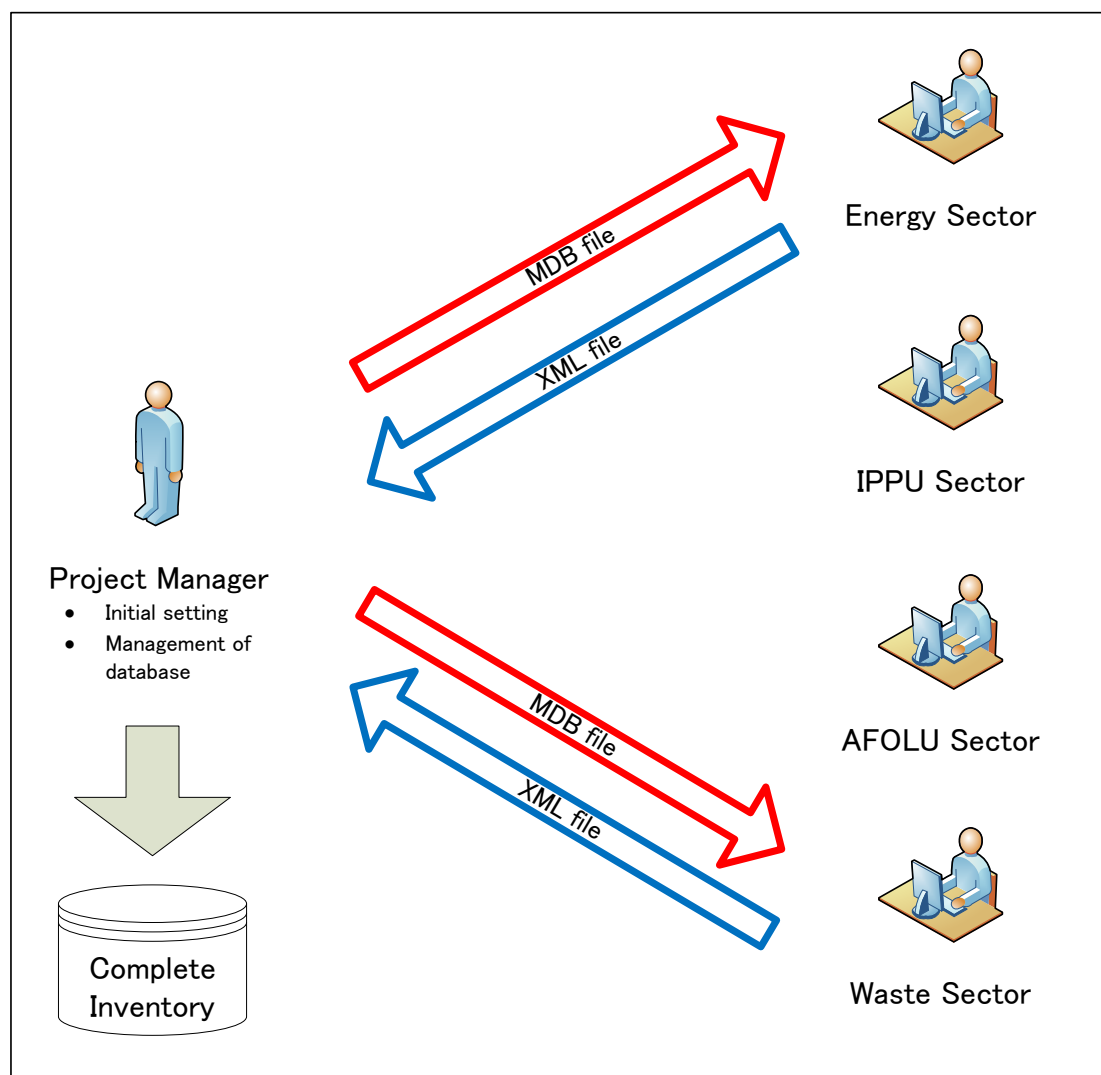 Energy Sector
MDB file
XML file
IPPU Sector
Project Manager
• Initial setting
• Management of
database
MDB file
XML file
AFOLU Sector
Complete
Inventory
Waste Sector